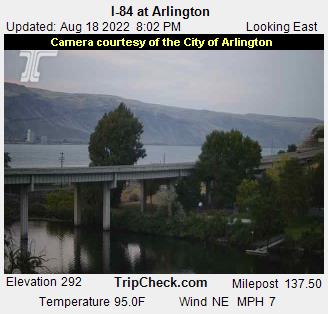 I-84 at Arlington
Updated: Aug 18 2022 8:02 PM Looking East
Camera courtesy of the City of Arlington
Elevation 292 TripCheck.com Milepost 137.50
Temperature 95.0F Wind NE MPH 7